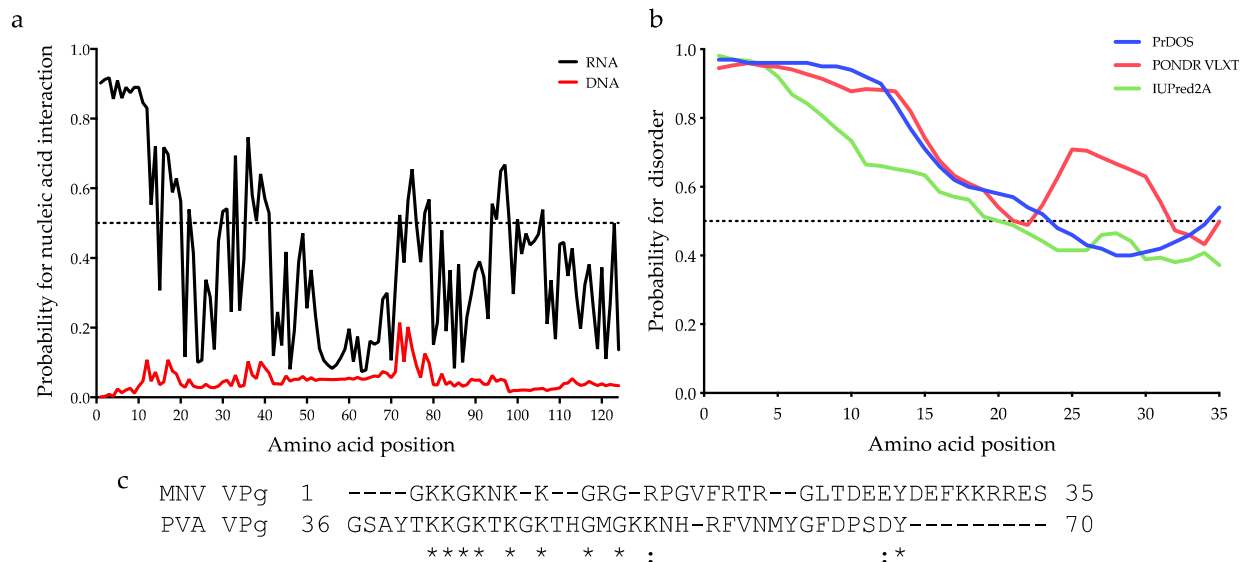 a
1.0
0.8
0.6
0.4
0.2
0.0
Probability for nucleic acid interaction
RNA
DNA
1 10 20 30 40 50 60 70 80 90 100 110 120
Amino acid position
b
1.0
0.8
0.6
0.4
0.2
0.0
Probability for disorder
PrDOS
PONDR VLXT
IUPred2A
0 5 10 15 20 25 30 35
Amino acid position
c
MNV VPg 1 ----GKKGKNK-K--GRG-RPGVFRTR--GLTDEEYDEFKKRRES 35
PVA VPg 36 GSAYTKKGKTKGKTHGMGKKNH-RFVNMYGFDPSDY--------- 70
**** * *  * * :              :*